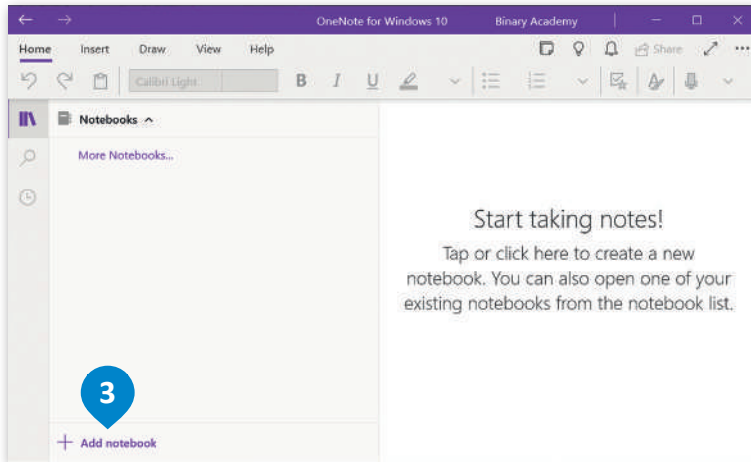 OneNote for Windows 10 Binary Academy
Home Insert Draw View Help Share
Calibri Light B I U
Notebooks
More Notebooks...
Start taking notes!
Tap or click here to create a new
notebook. You can also open one of your
existing notebooks from the notebook list.
3
Add notebook